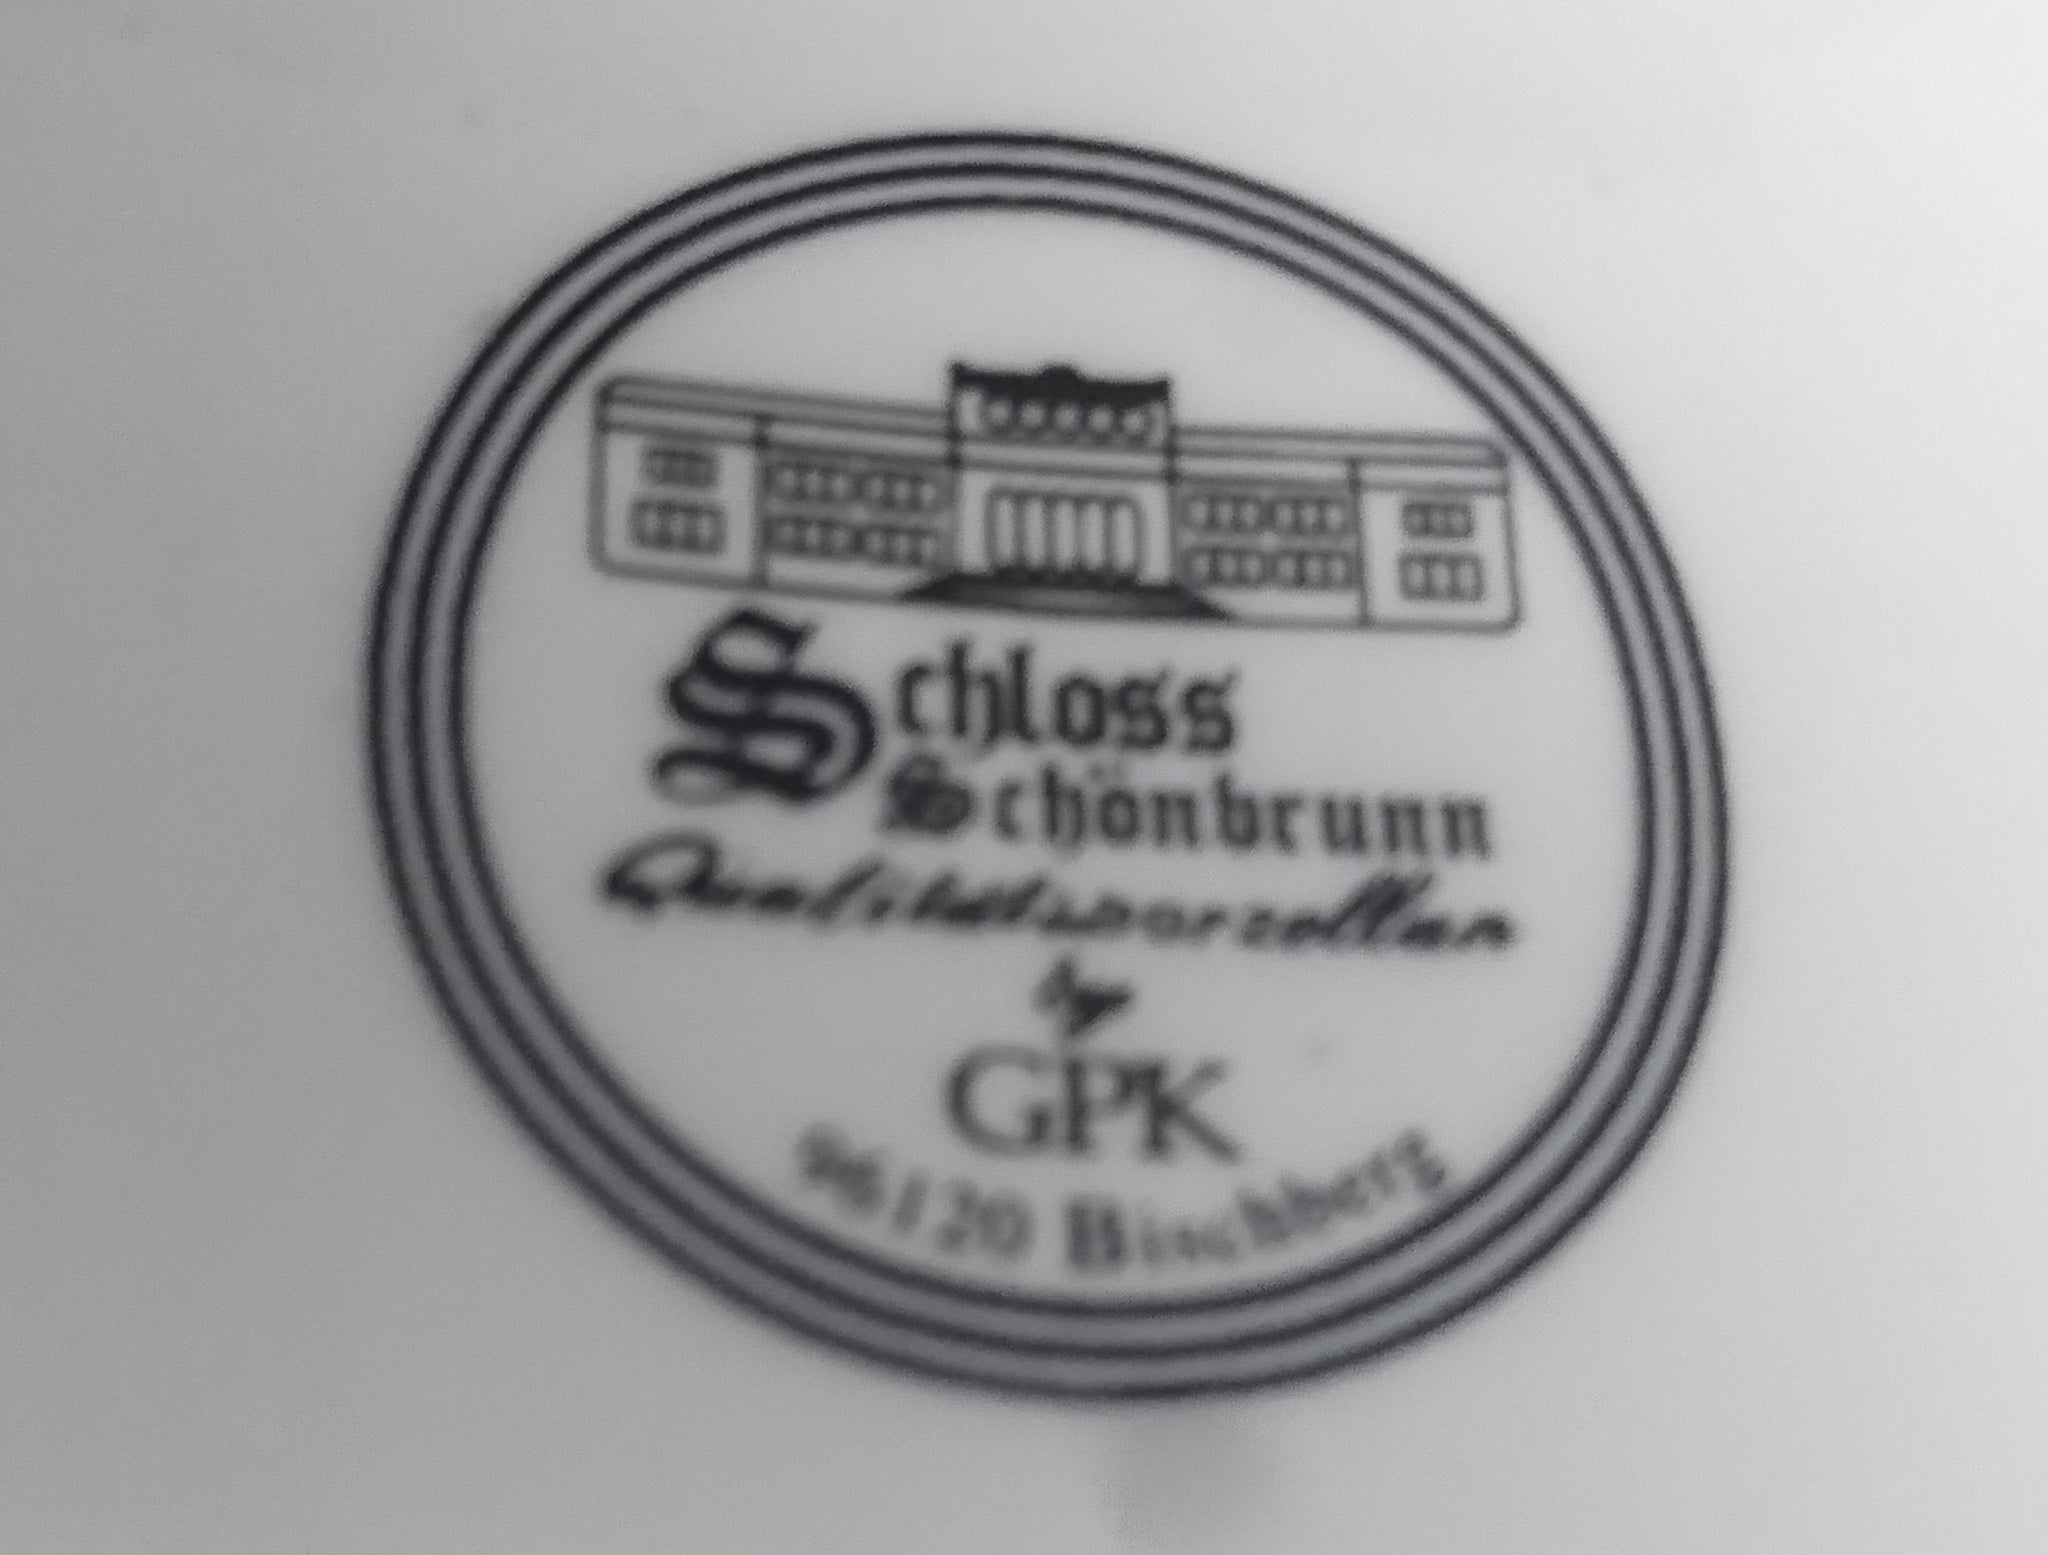 Schloss
Schönbrunn
Qualitätsporzellan
by
GPK
96120 Bischberg